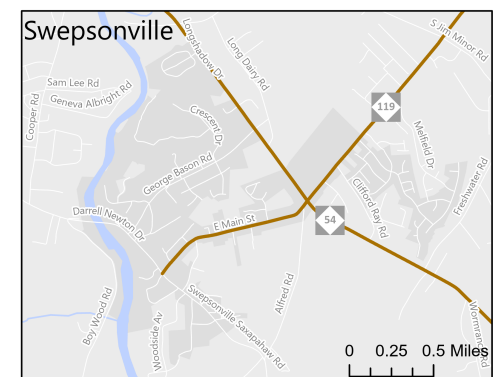 Swepsonville
Longshadow Dr
Long Dairy Rd
S Jim Minor Rd
Sam Lee Rd
Geneva Albright Rd
Cooper Rd
Crescent Dr
119
Melfield Dr
George Bason Rd
Clifford Ray Rd
Freshwater Rd
Darrell Newton Dr
E Main St
54
Boy Wood Rd
Woodside Av
Swepsonville Saxapahaw Rd
Alfred Rd
Wormranch Rd
0 0.25 0.5 Miles